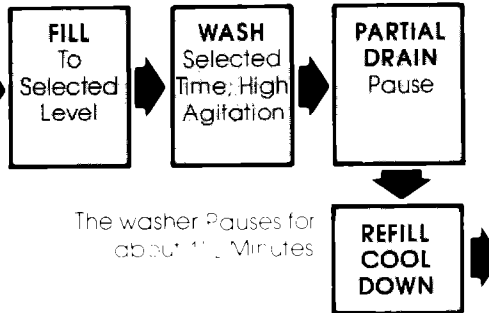 FILL
To
Selected
Level
WASH
Selected
Time; High
Agitation
PARTIAL
DRAIN
Pause
The washer Pauses for
about Minutes
REFILL
COOL
DOWN